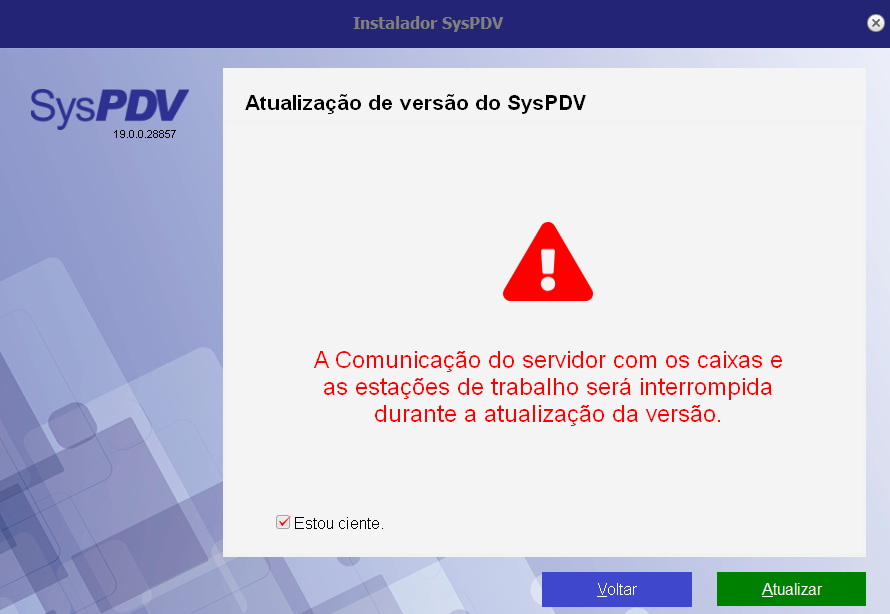 Instalador SysPDV
SysPDV
19.0.0.28857
Atualização de versão do SysPDV
A Comunicação do servidor com os caixas e
as estações de trabalho será interrompida
durante a atualização da versão.
Estou ciente.
Voltar
Atualizar